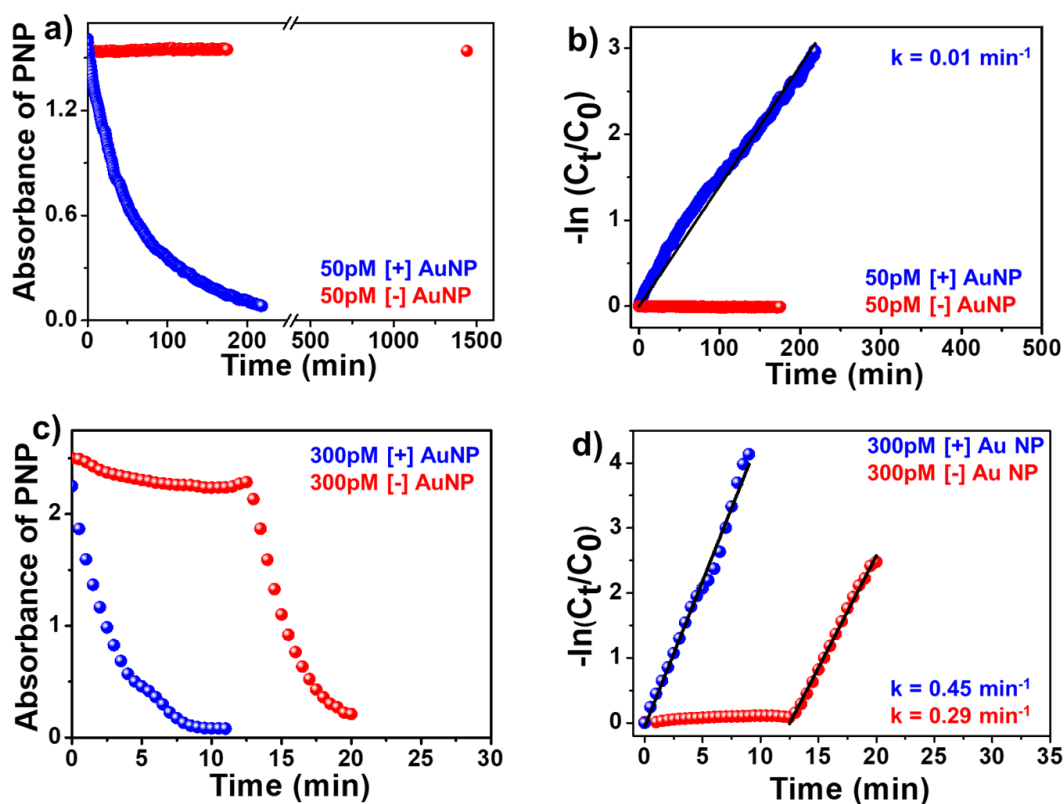 a)
Absorbance of PNP
1.2
0.6
0.0
50pM [+] AuNP
50pM [-] AuNP
0 100 200 500 1000 1500
Time (min)
b)
k = 0.01 min⁻¹
-ln (Cₜ/C₀)
3
2
1
0
50pM [+] AuNP
50pM [-] AuNP
0 100 200 300 400 500
Time (min)
c)
300pM [+] AuNP
300pM [-] AuNP
Absorbance of PNP
2
1
0
0 5 10 15 20 25 30
Time (min)
d)
300pM [+] Au NP
300pM [-] Au NP
-ln(Cₜ/C₀)
4
3
2
1
0
k = 0.45 min⁻¹
k = 0.29 min⁻¹
0 5 10 15 20 25 30 35
Time (min)